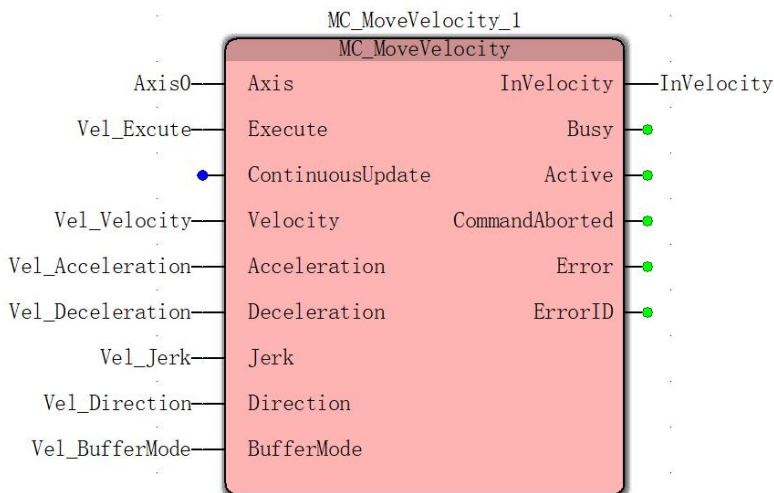 MC_MoveVelocity_1
MC_MoveVelocity
Axis0 Axis InVelocity InVelocity
Vel_Excute Execute Busy
ContinuousUpdate Active
Vel_Velocity Velocity CommandAborted
Vel_Acceleration Acceleration Error
Vel_Deceleration Deceleration ErrorID
Vel_Jerk Jerk
Vel_Direction Direction
Vel_BufferMode BufferMode